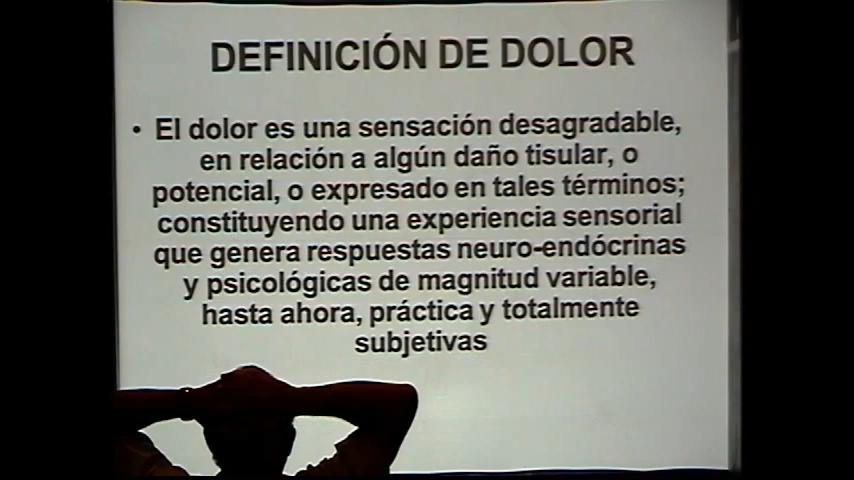 DEFINICIÓN DE DOLOR
• El dolor es una sensación desagradable,
en relación a algún daño tisular, o
potencial, o expresado en tales términos;
constituyendo una experiencia sensorial
que genera respuestas neuro-endócrinas
y psicológicas de magnitud variable,
hasta ahora, práctica y totalmente
subjetivas